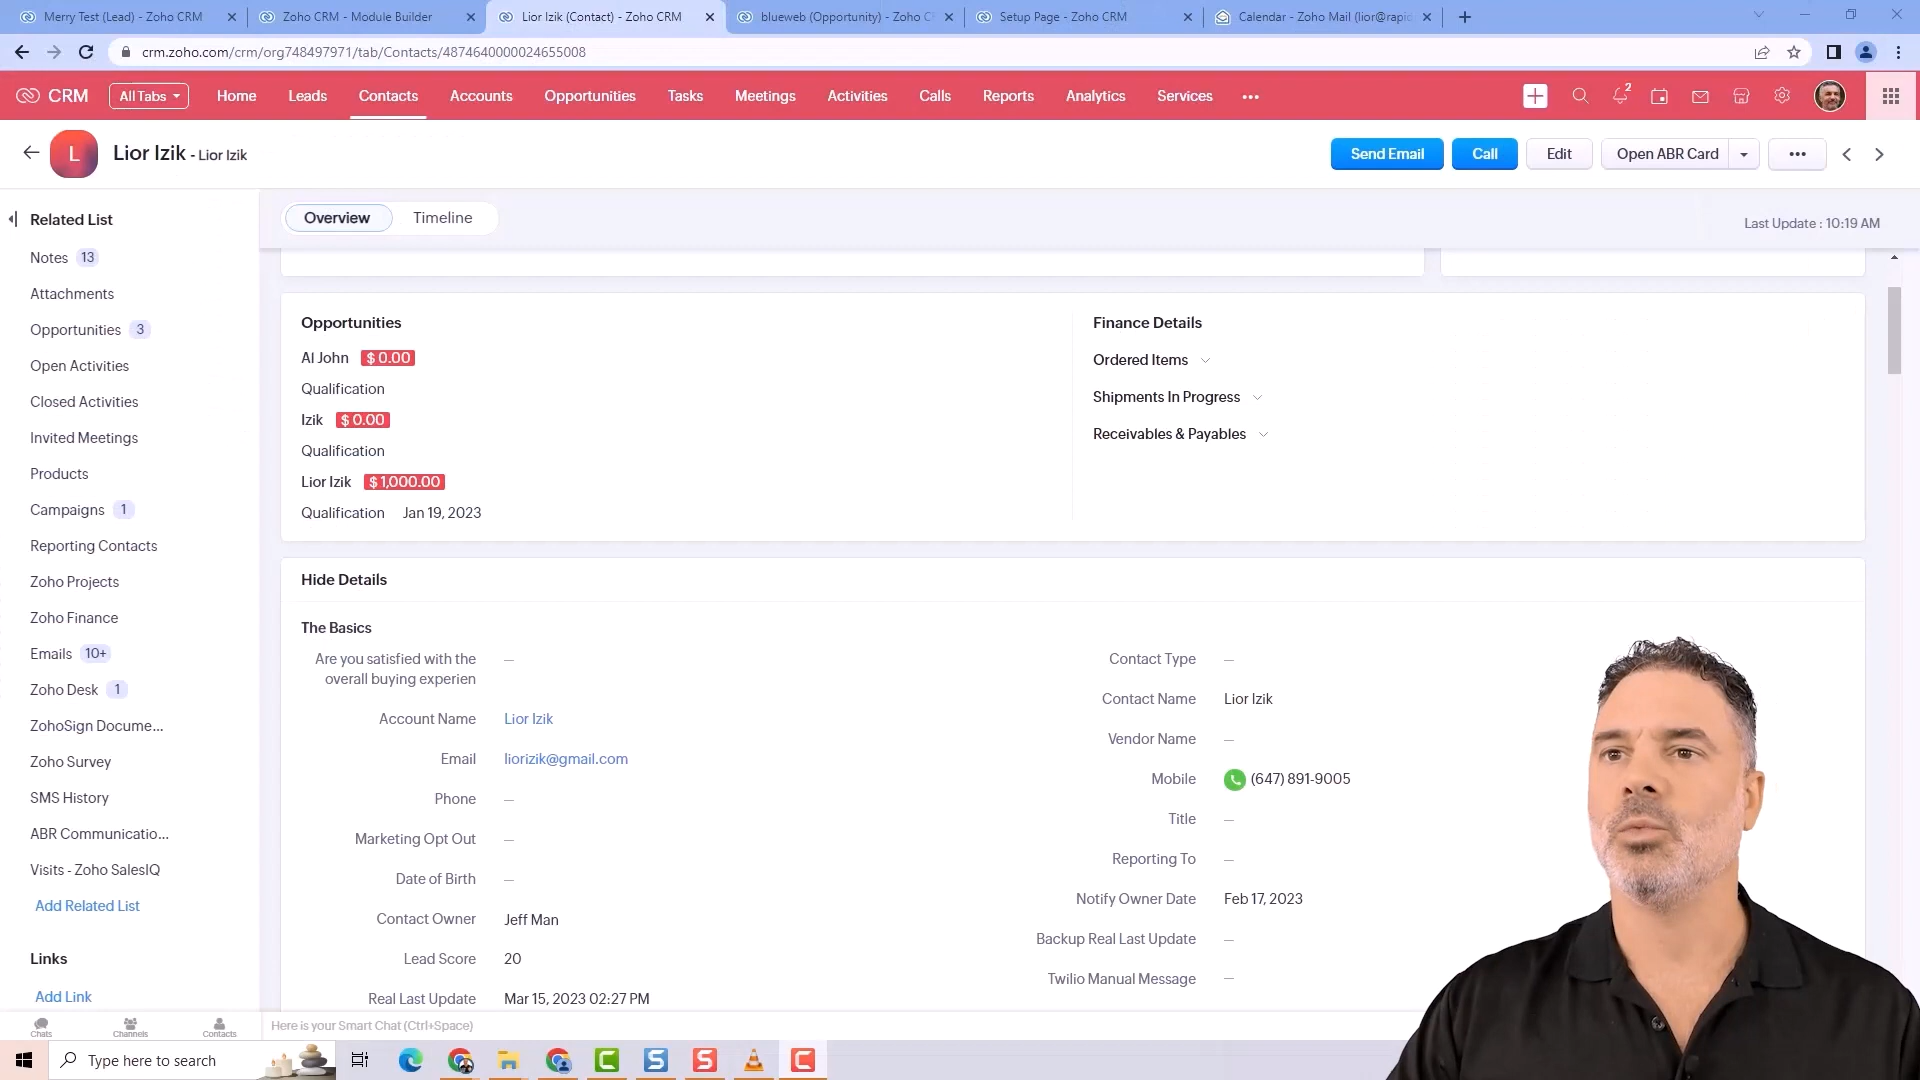 Merry Test (Lead) - Zoho CRM
Zoho CRM - Module Builder
Lior Izik (Contact) - Zoho CRM
blueweb (Opportunity) - Zoho C
Setup Page - Zoho CRM
Calendar - Zoho Mail (lior@rapid
crm.zoho.com/crm/org748497971/tab/Contacts/4874640000024655008
CRM
All Tabs
Home
Leads
Contacts
Accounts
Opportunities
Tasks
Meetings
Activities
Calls
Reports
Analytics
Services
2
L
Lior Izik - Lior Izik
Send Email
Call
Edit
Open ABR Card
Related List
Overview
Timeline
Last Update : 10:19 AM
Notes 13
Attachments
Opportunities 3
Open Activities
Closed Activities
Invited Meetings
Products
Campaigns 1
Reporting Contacts
Zoho Projects
Zoho Finance
Emails 10+
Zoho Desk 1
ZohoSign Docume...
Zoho Survey
SMS History
ABR Communicatio...
Visits - Zoho SalesIQ
Add Related List
Links
Add Link
Opportunities
Al John $ 0.00
Qualification
Izik $ 0.00
Qualification
Lior Izik $ 1,000.00
Qualification Jan 19, 2023
Finance Details
Ordered Items
Shipments In Progress
Receivables & Payables
Hide Details
The Basics
Are you satisfied with the
overall buying experien —
Account Name Lior Izik
Email liorizik@gmail.com
Phone —
Marketing Opt Out —
Date of Birth —
Contact Owner Jeff Man
Lead Score 20
Real Last Update Mar 15, 2023 02:27 PM
Contact Type —
Contact Name Lior Izik
Vendor Name —
Mobile (647) 891-9005
Title —
Reporting To —
Notify Owner Date Feb 17, 2023
Backup Real Last Update —
Twilio Manual Message —
Chats
Channels
Contacts
Here is your Smart Chat (Ctrl+Space)
Type here to search